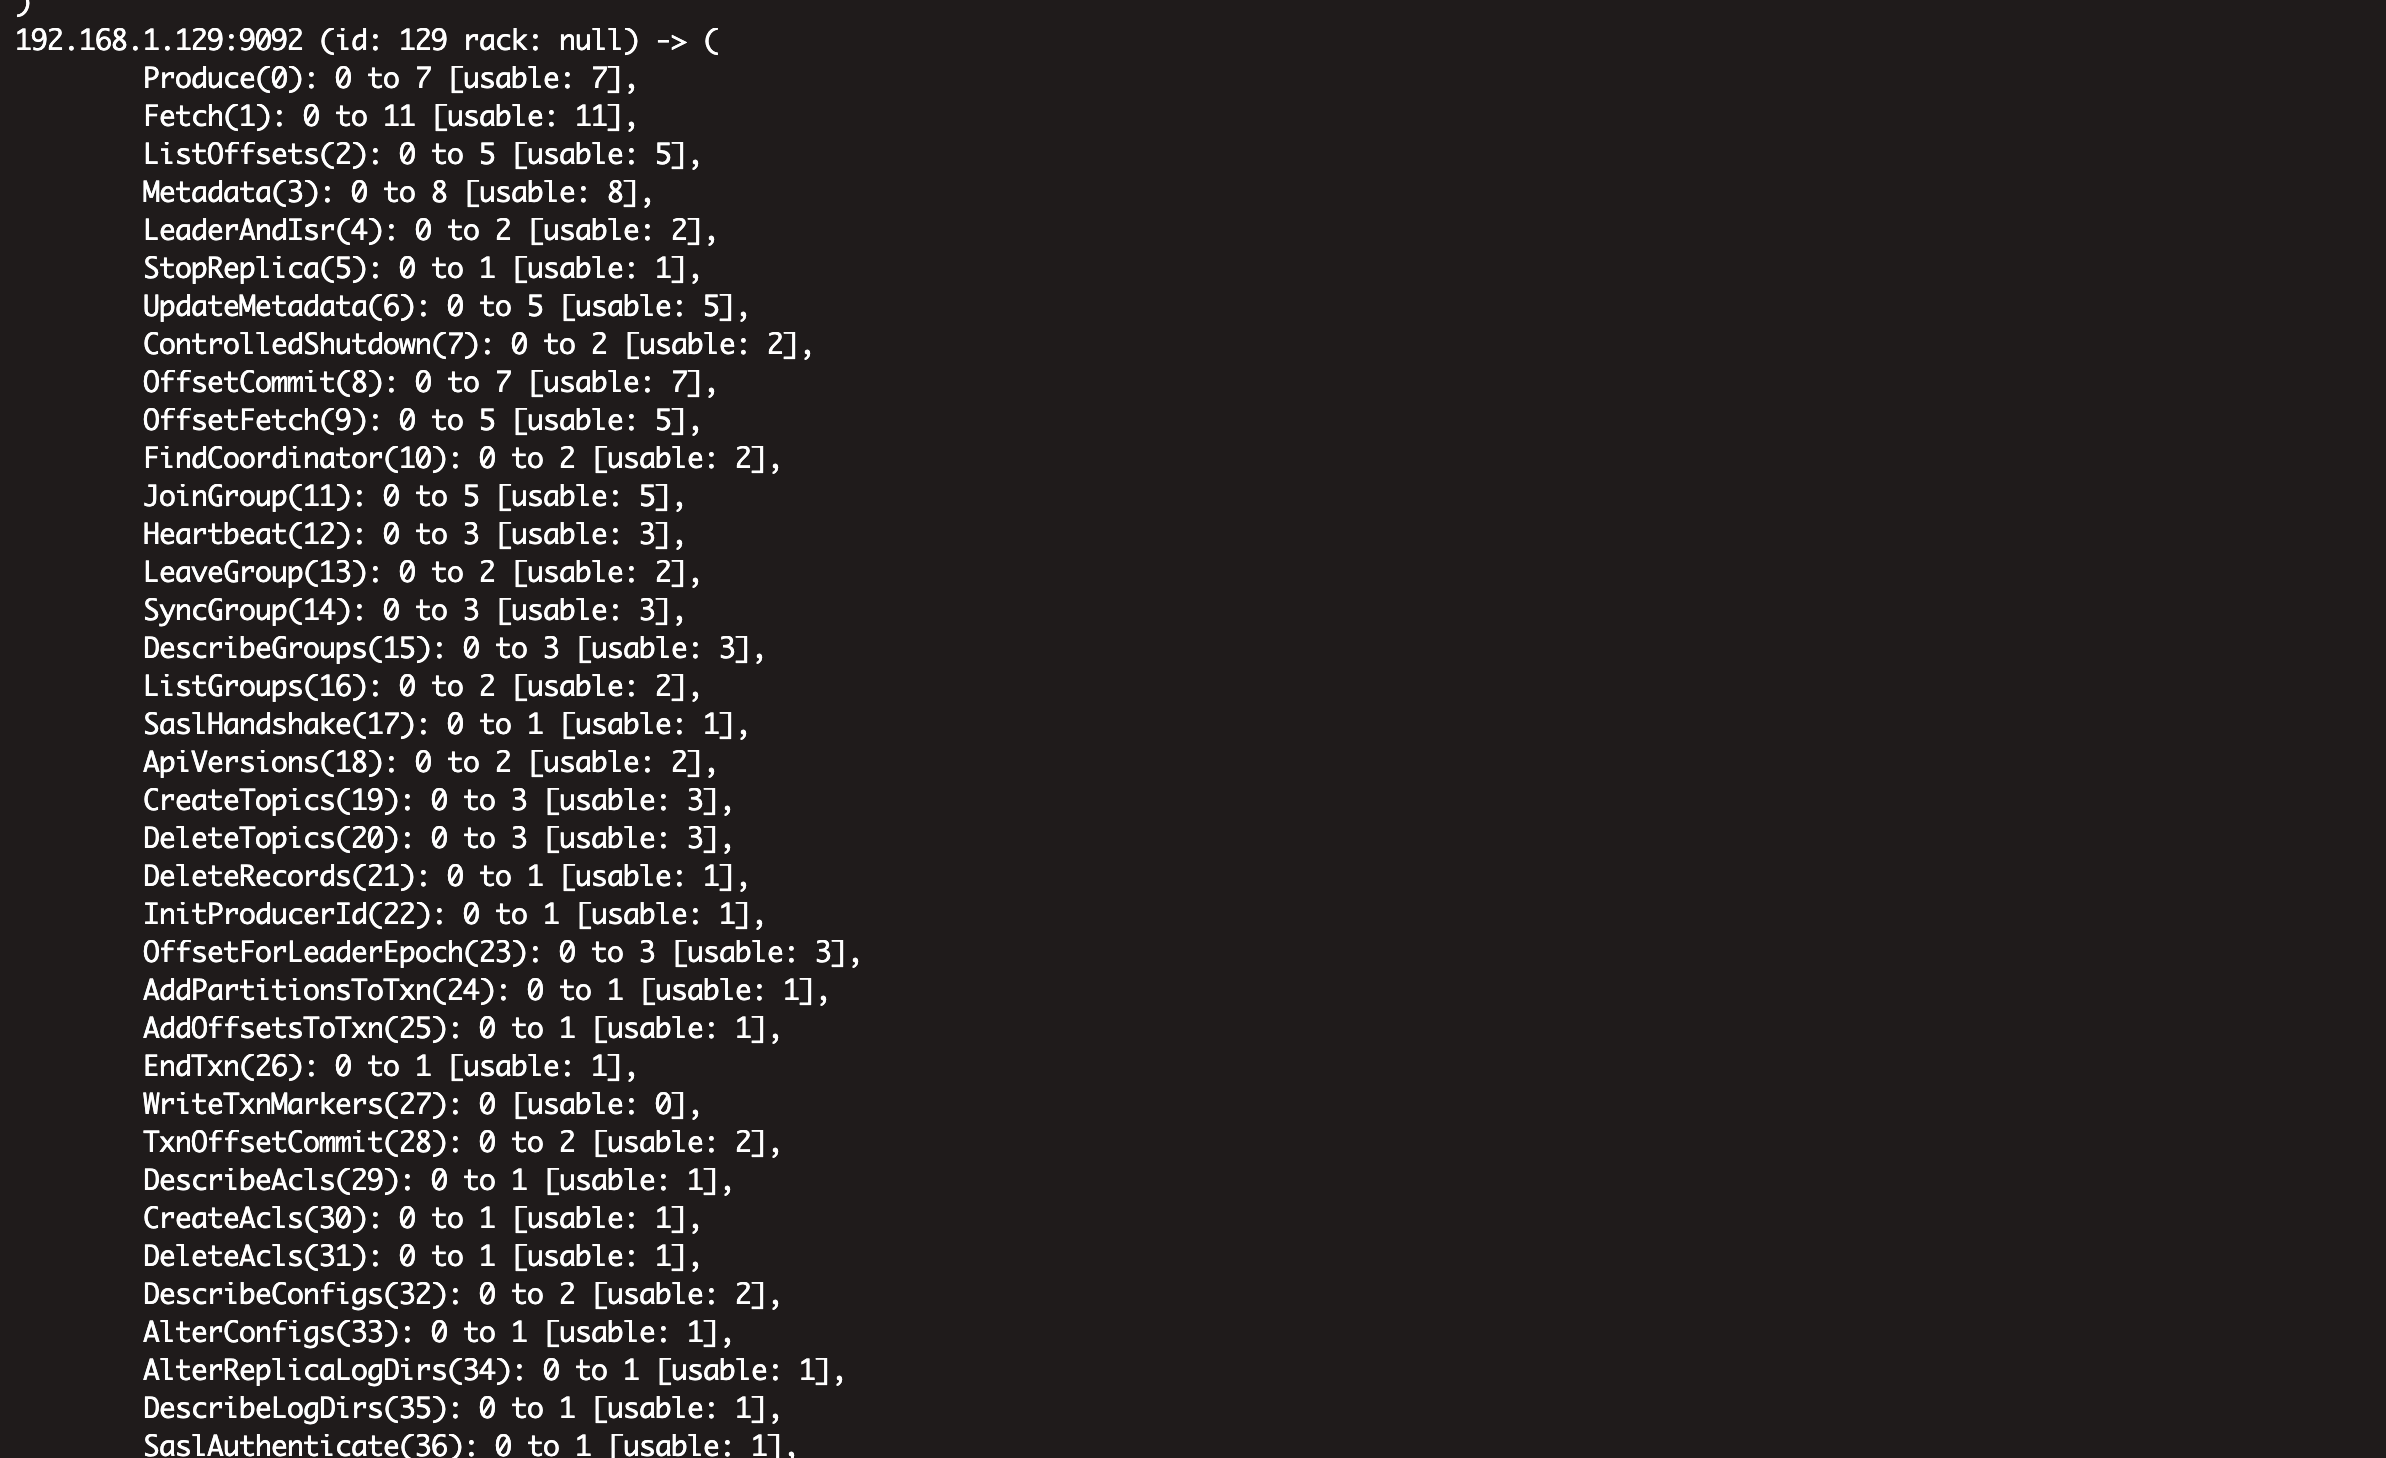 )
192.168.1.129:9092 (id: 129 rack: null) -> (
Produce(0): 0 to 7 [usable: 7],
Fetch(1): 0 to 11 [usable: 11],
ListOffsets(2): 0 to 5 [usable: 5],
Metadata(3): 0 to 8 [usable: 8],
LeaderAndIsr(4): 0 to 2 [usable: 2],
StopReplica(5): 0 to 1 [usable: 1],
UpdateMetadata(6): 0 to 5 [usable: 5],
ControlledShutdown(7): 0 to 2 [usable: 2],
OffsetCommit(8): 0 to 7 [usable: 7],
OffsetFetch(9): 0 to 5 [usable: 5],
FindCoordinator(10): 0 to 2 [usable: 2],
JoinGroup(11): 0 to 5 [usable: 5],
Heartbeat(12): 0 to 3 [usable: 3],
LeaveGroup(13): 0 to 2 [usable: 2],
SyncGroup(14): 0 to 3 [usable: 3],
DescribeGroups(15): 0 to 3 [usable: 3],
ListGroups(16): 0 to 2 [usable: 2],
SaslHandshake(17): 0 to 1 [usable: 1],
ApiVersions(18): 0 to 2 [usable: 2],
CreateTopics(19): 0 to 3 [usable: 3],
DeleteTopics(20): 0 to 3 [usable: 3],
DeleteRecords(21): 0 to 1 [usable: 1],
InitProducerId(22): 0 to 1 [usable: 1],
OffsetForLeaderEpoch(23): 0 to 3 [usable: 3],
AddPartitionsToTxn(24): 0 to 1 [usable: 1],
AddOffsetsToTxn(25): 0 to 1 [usable: 1],
EndTxn(26): 0 to 1 [usable: 1],
WriteTxnMarkers(27): 0 [usable: 0],
TxnOffsetCommit(28): 0 to 2 [usable: 2],
DescribeAcls(29): 0 to 1 [usable: 1],
CreateAcls(30): 0 to 1 [usable: 1],
DeleteAcls(31): 0 to 1 [usable: 1],
DescribeConfigs(32): 0 to 2 [usable: 2],
AlterConfigs(33): 0 to 1 [usable: 1],
AlterReplicaLogDirs(34): 0 to 1 [usable: 1],
DescribeLogDirs(35): 0 to 1 [usable: 1],
SaslAuthenticate(36): 0 to 1 [usable: 1],